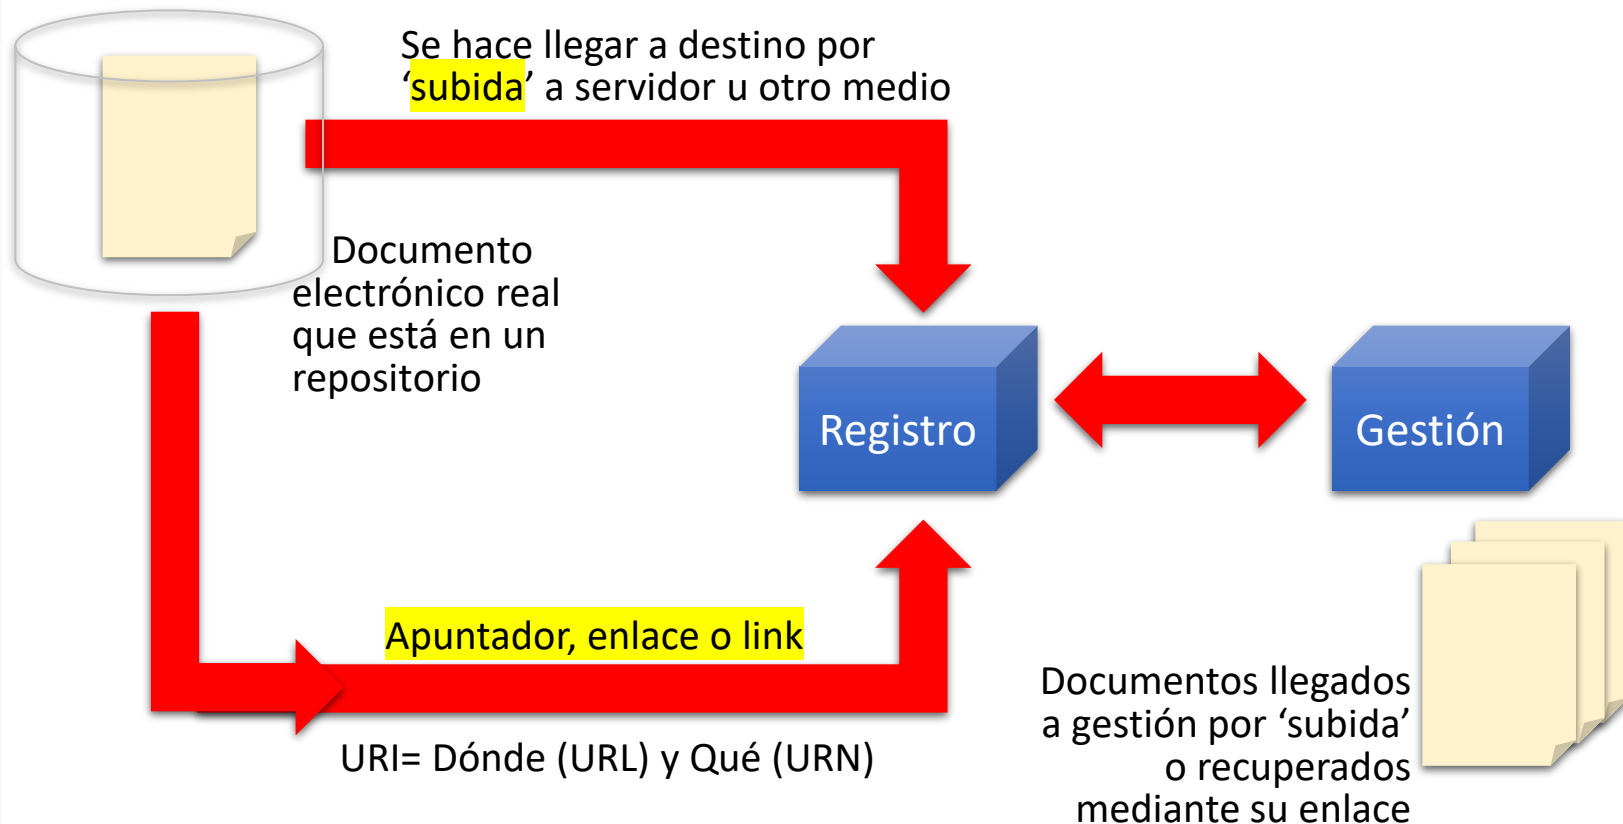 Se hace llegar a destino por
‘subida’ a servidor u otro medio
Documento
electrónico real
que está en un
repositorio
Registro
Gestión
Apuntador, enlace o link
URI= Dónde (URL) y Qué (URN)
Documentos llegados
a gestión por ‘subida’
o recuperados
mediante su enlace